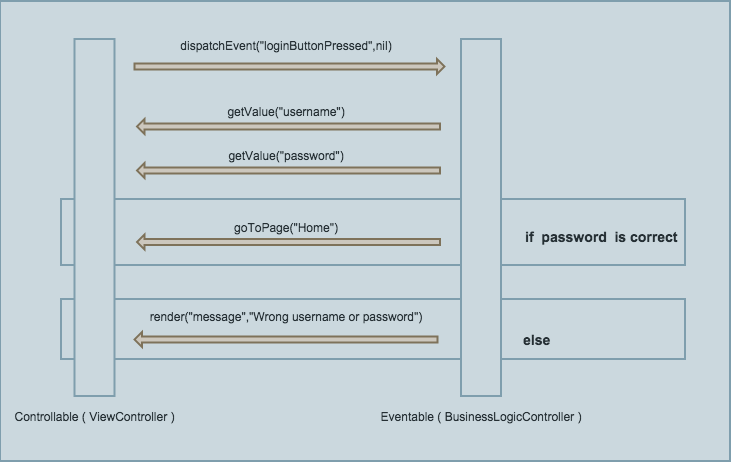 dispatchEvent("loginButtonPressed",nil)
getValue("username")
getValue("password")
goToPage("Home")
if password is correct
render("message","Wrong username or password")
else
Controllable ( ViewController )
Eventable ( BusinessLogicController )